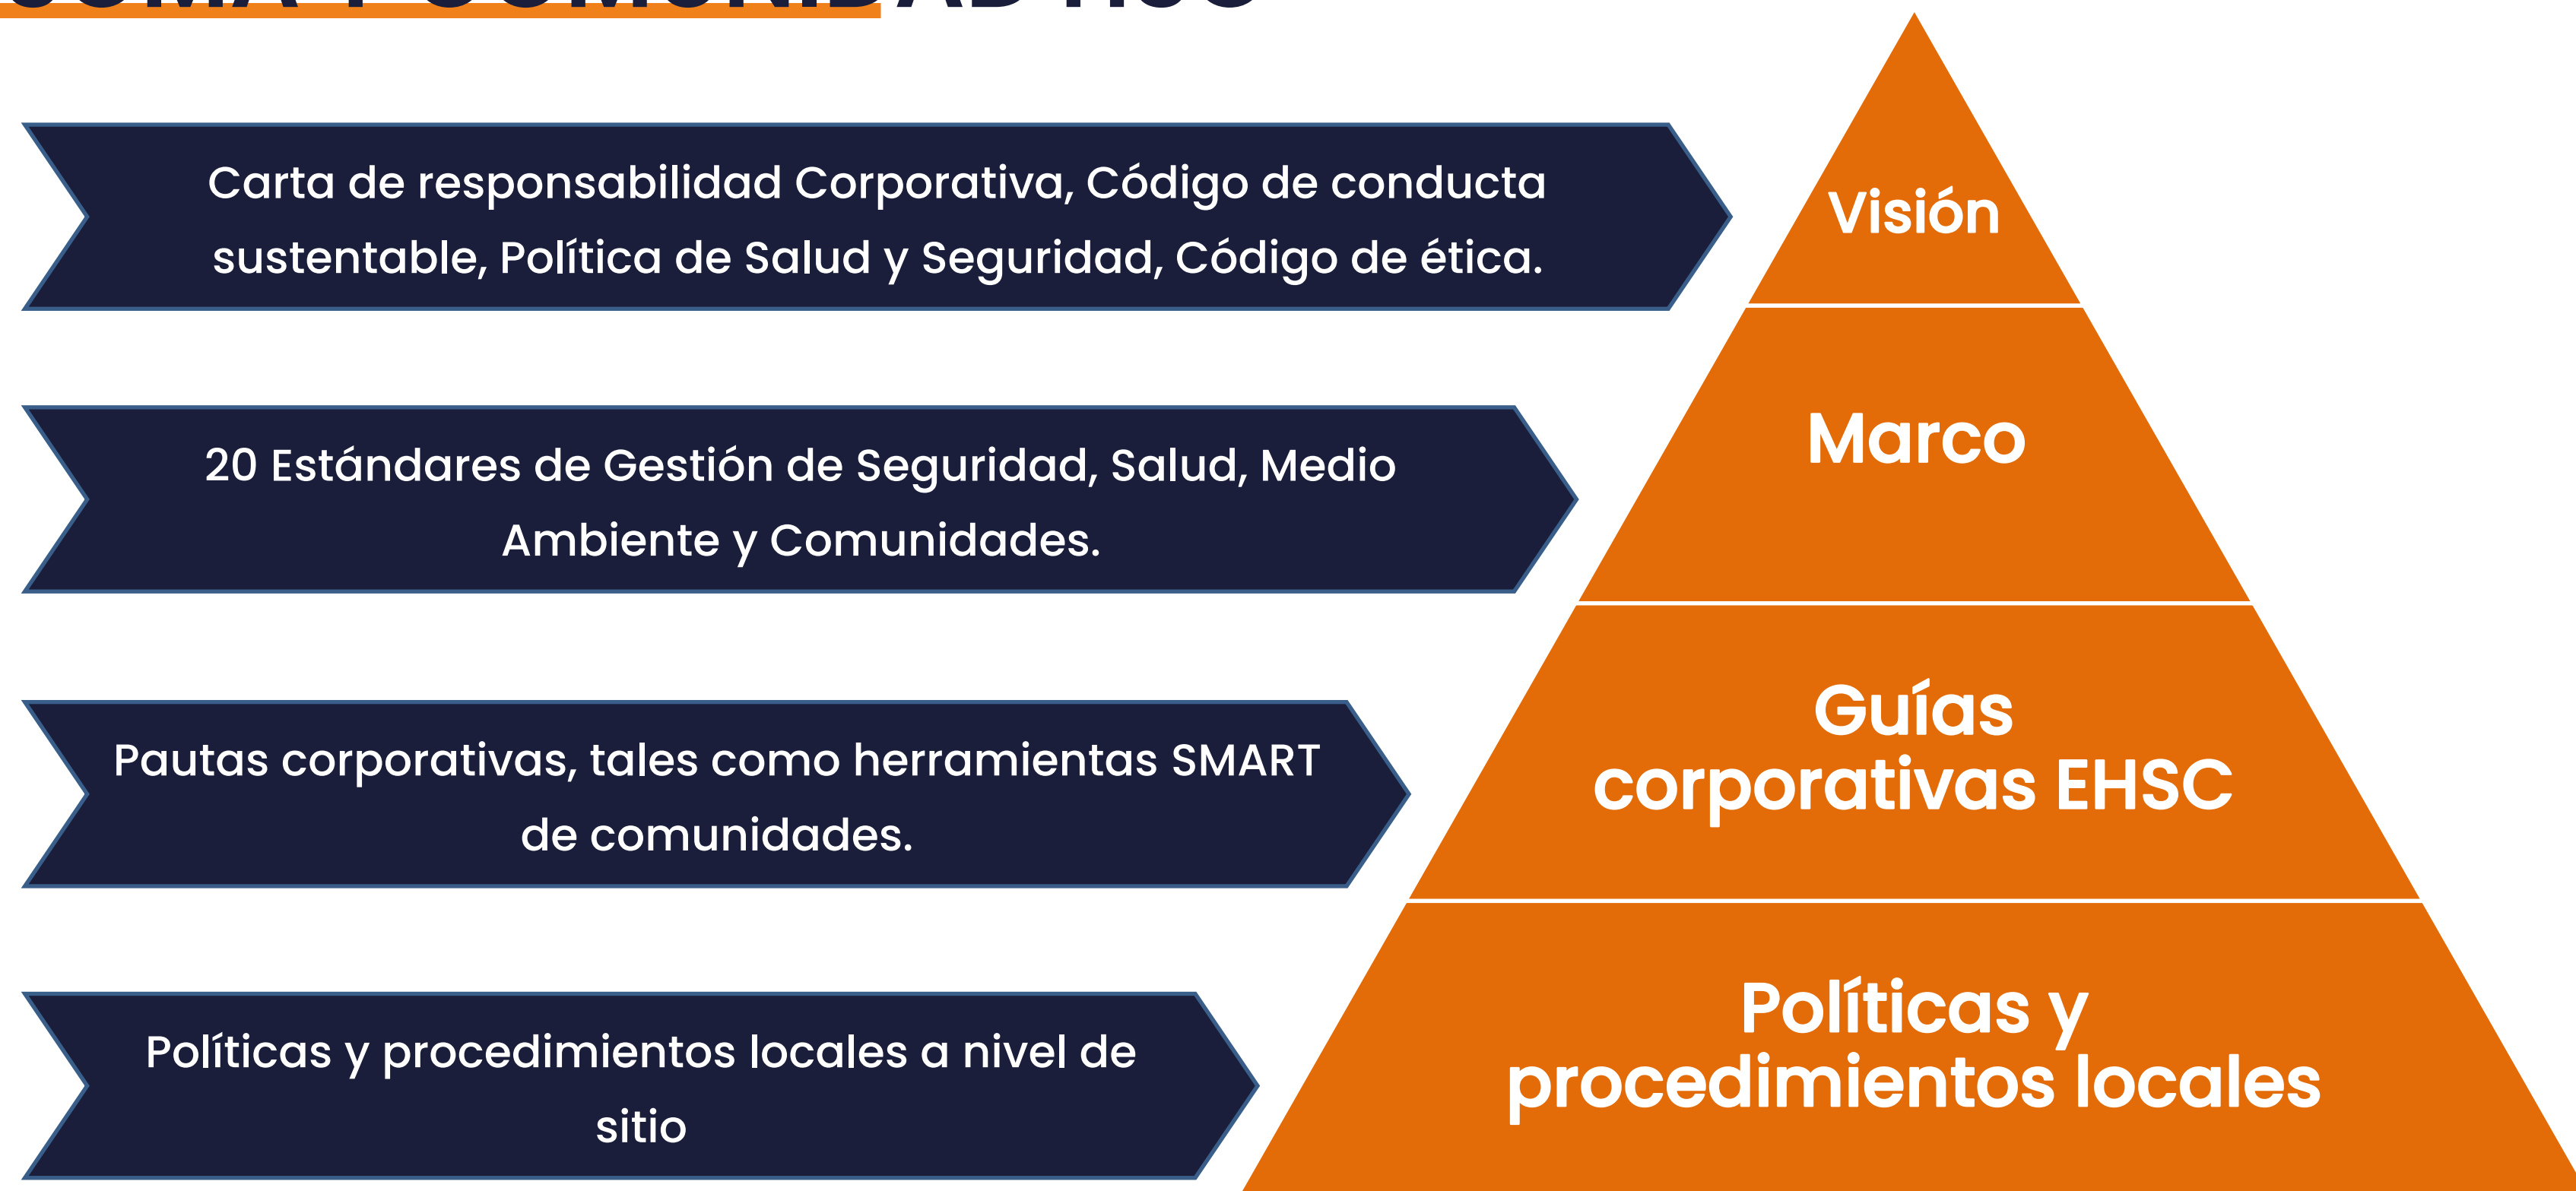 Y COMUNIDAD
Carta de responsabilidad Corporativa, Código de conducta
sustentable, Política de Salud y Seguridad, Código de ética.
Visión
20 Estándares de Gestión de Seguridad, Salud, Medio
Ambiente y Comunidades.
Marco
Pautas corporativas, tales como herramientas SMART
de comunidades.
Guías
corporativas EHSC
Políticas y procedimientos locales a nivel de
sitio
Políticas y
procedimientos locales